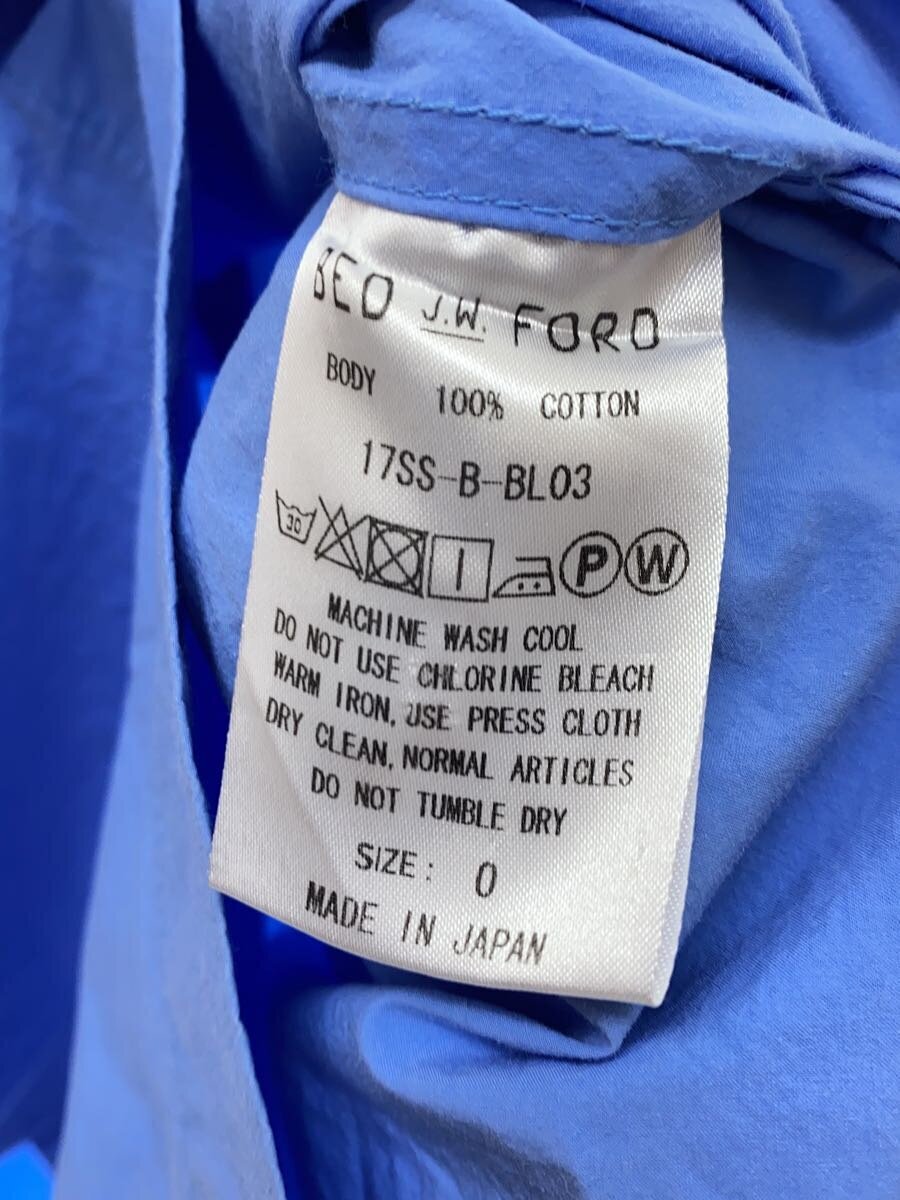 BED J.W. FORD
BODY 100% COTTON
17SS-B-BL03
30 P W
MACHINE WASH COOL
DO NOT USE CHLORINE BLEACH
WARM IRON, USE PRESS CLOTH
DRY CLEAN, NORMAL ARTICLES
DO NOT TUMBLE DRY
SIZE: 0
MADE IN JAPAN